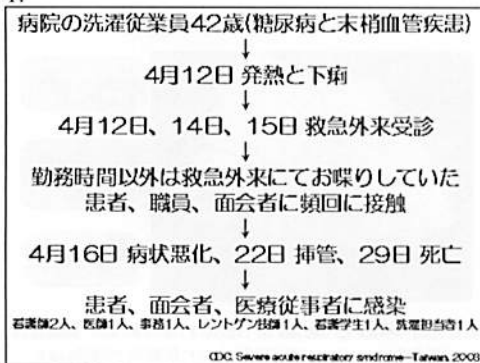 病院の洗濯従業員42歳(糖尿病と末梢血管疾患)
↓
4月12日 発熱と下痢
↓
4月12日、14日、15日 救急外来受診
↓
勤務時間以外は救急外来にてお喋りしていた
患者、職員、面会者に頻回に接触
↓
4月16日 病状悪化、22日 挿管、29日 死亡
↓
患者、面会者、医療従事者に感染
看護師2人、医師1人、事務1人、レントゲン技師1人、看護学生1人、洗濯担当者1人
CDC. Severe acute respiratory syndrome--Taiwan, 2003